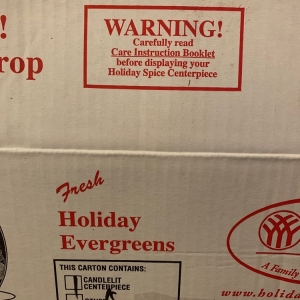 !
rop
WARNING!
Carefully read
Care Instruction Booklet
before displaying your
Holiday Spice Centerpiece
Fresh
Holiday
Evergreens
THIS CARTON CONTAINS:
CANDLELIT
CENTERPIECE
A Family
www.holida